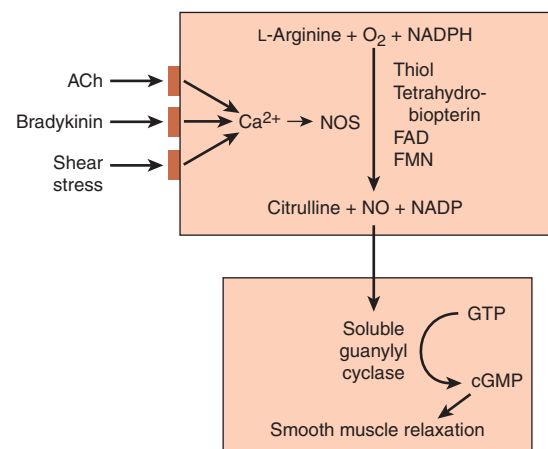 L-Arginine + O2 + NADPH
ACh
Bradykinin
Shear
stress
Ca2+
NOS
Thiol
Tetrahydro-
biopterin
FAD
FMN
Citrulline + NO + NADP
Soluble
guanylyl
cyclase
GTP
cGMP
Smooth muscle relaxation